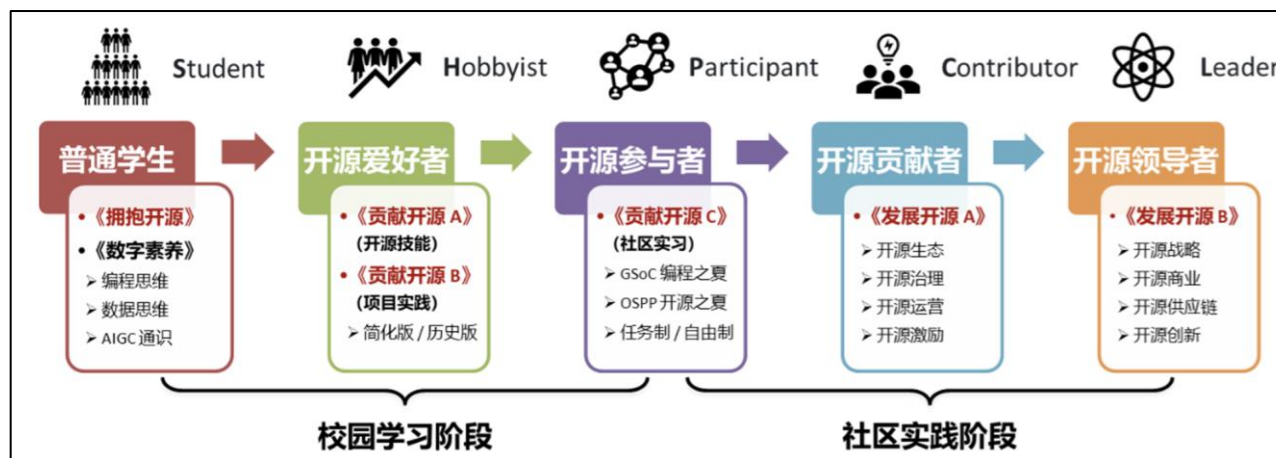 Student
Hobbyist
Participant
Contributor
Leader
普通学生
开源爱好者
开源参与者
开源贡献者
开源领导者
• 《拥抱开源》
• 《数字素养》
➢ 编程思维
➢ 数据思维
➢ AIGC 通识
• 《贡献开源 A》
(开源技能)
• 《贡献开源 B》
(项目实践)
➢ 简化版 / 历史版
• 《贡献开源 C》
(社区实习)
➢ GSoC 编程之夏
➢ OSPP 开源之夏
➢ 任务制 / 自由制
• 《发展开源 A》
➢ 开源生态
➢ 开源治理
➢ 开源运营
➢ 开源激励
• 《发展开源 B》
➢ 开源战略
➢ 开源商业
➢ 开源供应链
➢ 开源创新
校园学习阶段
社区实践阶段